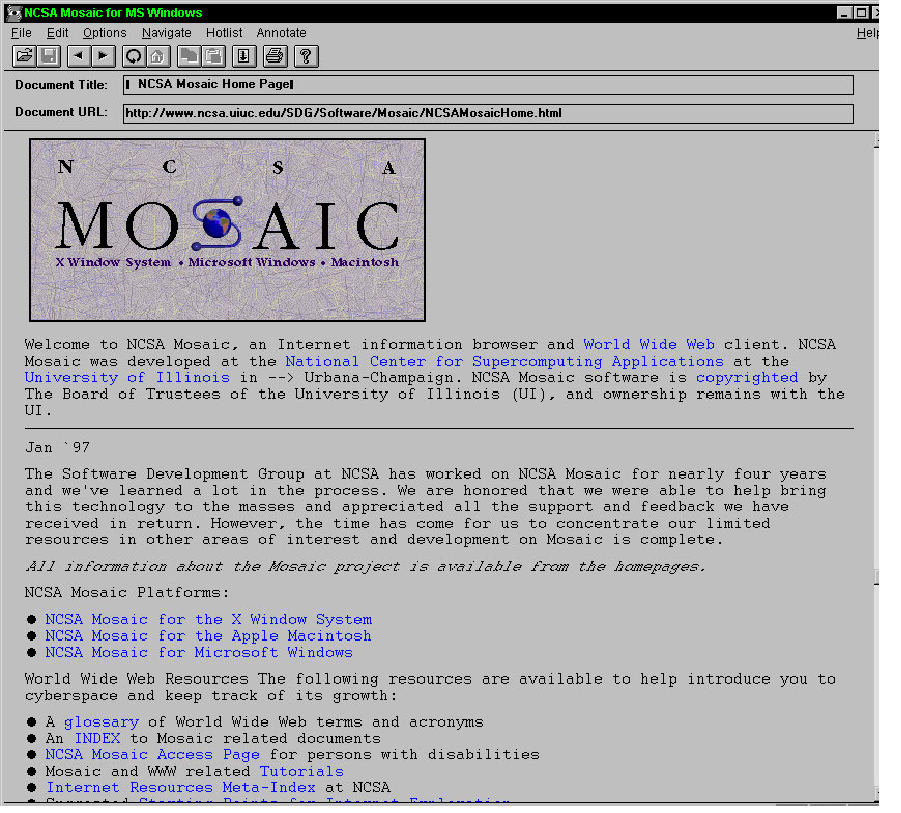 NCSA Mosaic for MS Windows
File Edit Options Navigate Hotlist Annotate Help
Document Title: NCSA Mosaic Home Page
Document URL: http://www.ncsa.uiuc.edu/SDG/Software/Mosaic/NCSAMosaicHome.html
N C S A
MOSAIC
X Window System • Microsoft Windows • Macintosh
Welcome to NCSA Mosaic, an Internet information browser and World Wide Web client. NCSA
Mosaic was developed at the National Center for Supercomputing Applications at the
University of Illinois in --> Urbana-Champaign. NCSA Mosaic software is copyrighted by
The Board of Trustees of the University of Illinois (UI), and ownership remains with the
UI.
Jan `97
The Software Development Group at NCSA has worked on NCSA Mosaic for nearly four years
and we've learned a lot in the process. We are honored that we were able to help bring
this technology to the masses and appreciated all the support and feedback we have
received in return. However, the time has come for us to concentrate our limited
resources in other areas of interest and development on Mosaic is complete.
All information about the Mosaic project is available from the homepages.
NCSA Mosaic Platforms:
● NCSA Mosaic for the X Window System
● NCSA Mosaic for the Apple Macintosh
● NCSA Mosaic for Microsoft Windows
World Wide Web Resources The following resources are available to help introduce you to
cyberspace and keep track of its growth:
● A glossary of World Wide Web terms and acronyms
● An INDEX to Mosaic related documents
● NCSA Mosaic Access Page for persons with disabilities
● Mosaic and WWW related Tutorials
● Internet Resources Meta-Index at NCSA
● Suggested Starting Points for Internet Exploration